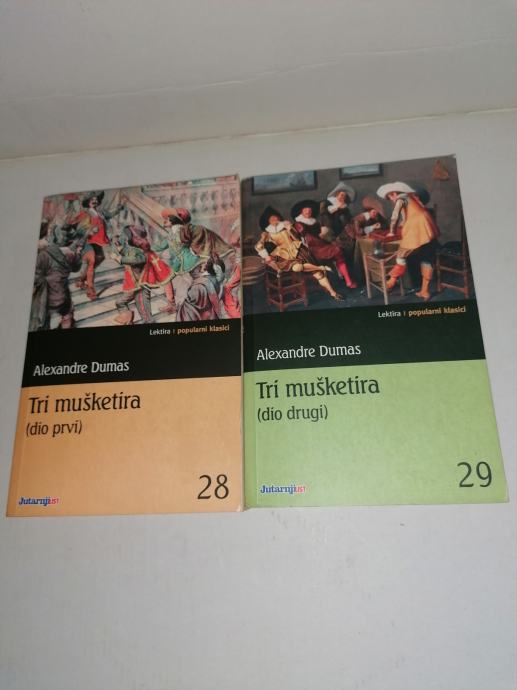 Lektira | popularni klasici
Alexandre Dumas
Tri mušketira
(dio prvi)
28
Jutarnji LIST
Lektira | popularni klasici
Alexandre Dumas
Tri mušketira
(dio drugi)
29
Jutarnji LIST